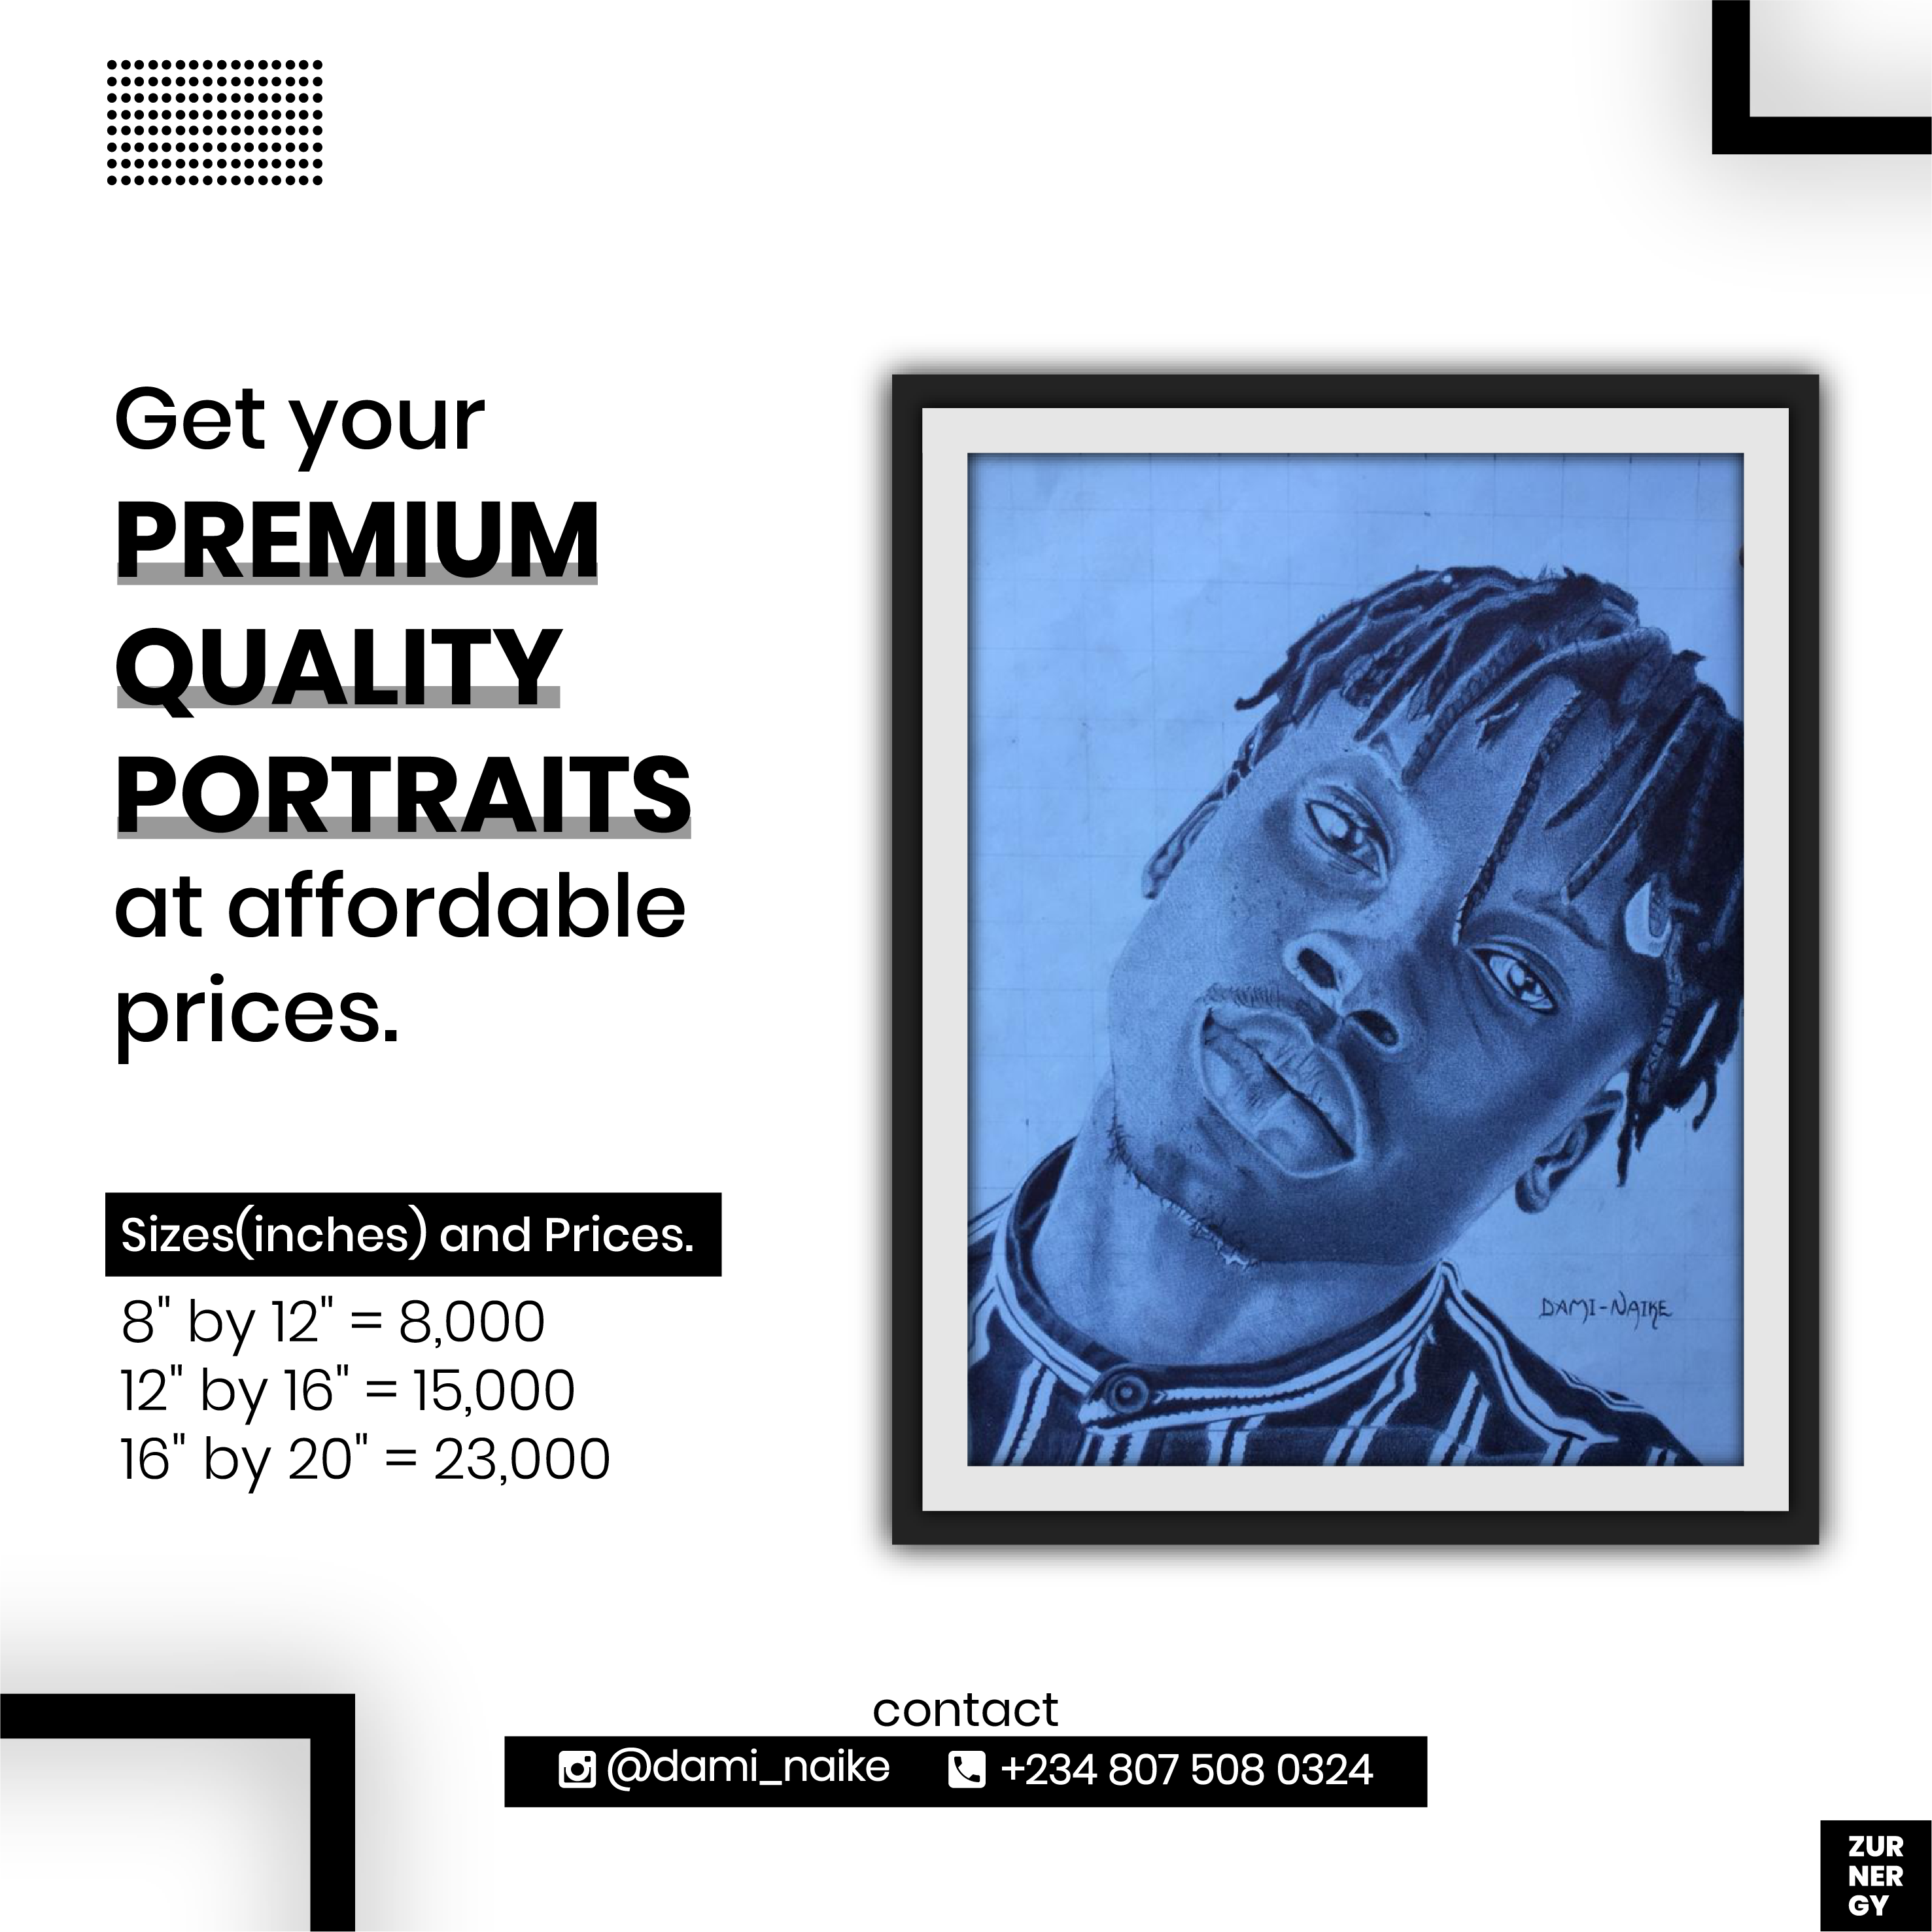 Get your
PREMIUM
QUALITY
PORTRAITS
at affordable
prices.
Sizes(inches) and Prices.
8" by 12" = 8,000
12" by 16" = 15,000
16" by 20" = 23,000
DAMI-NAIKE
contact
@dami_naike +234 807 508 0324
ZUR
NER
GY